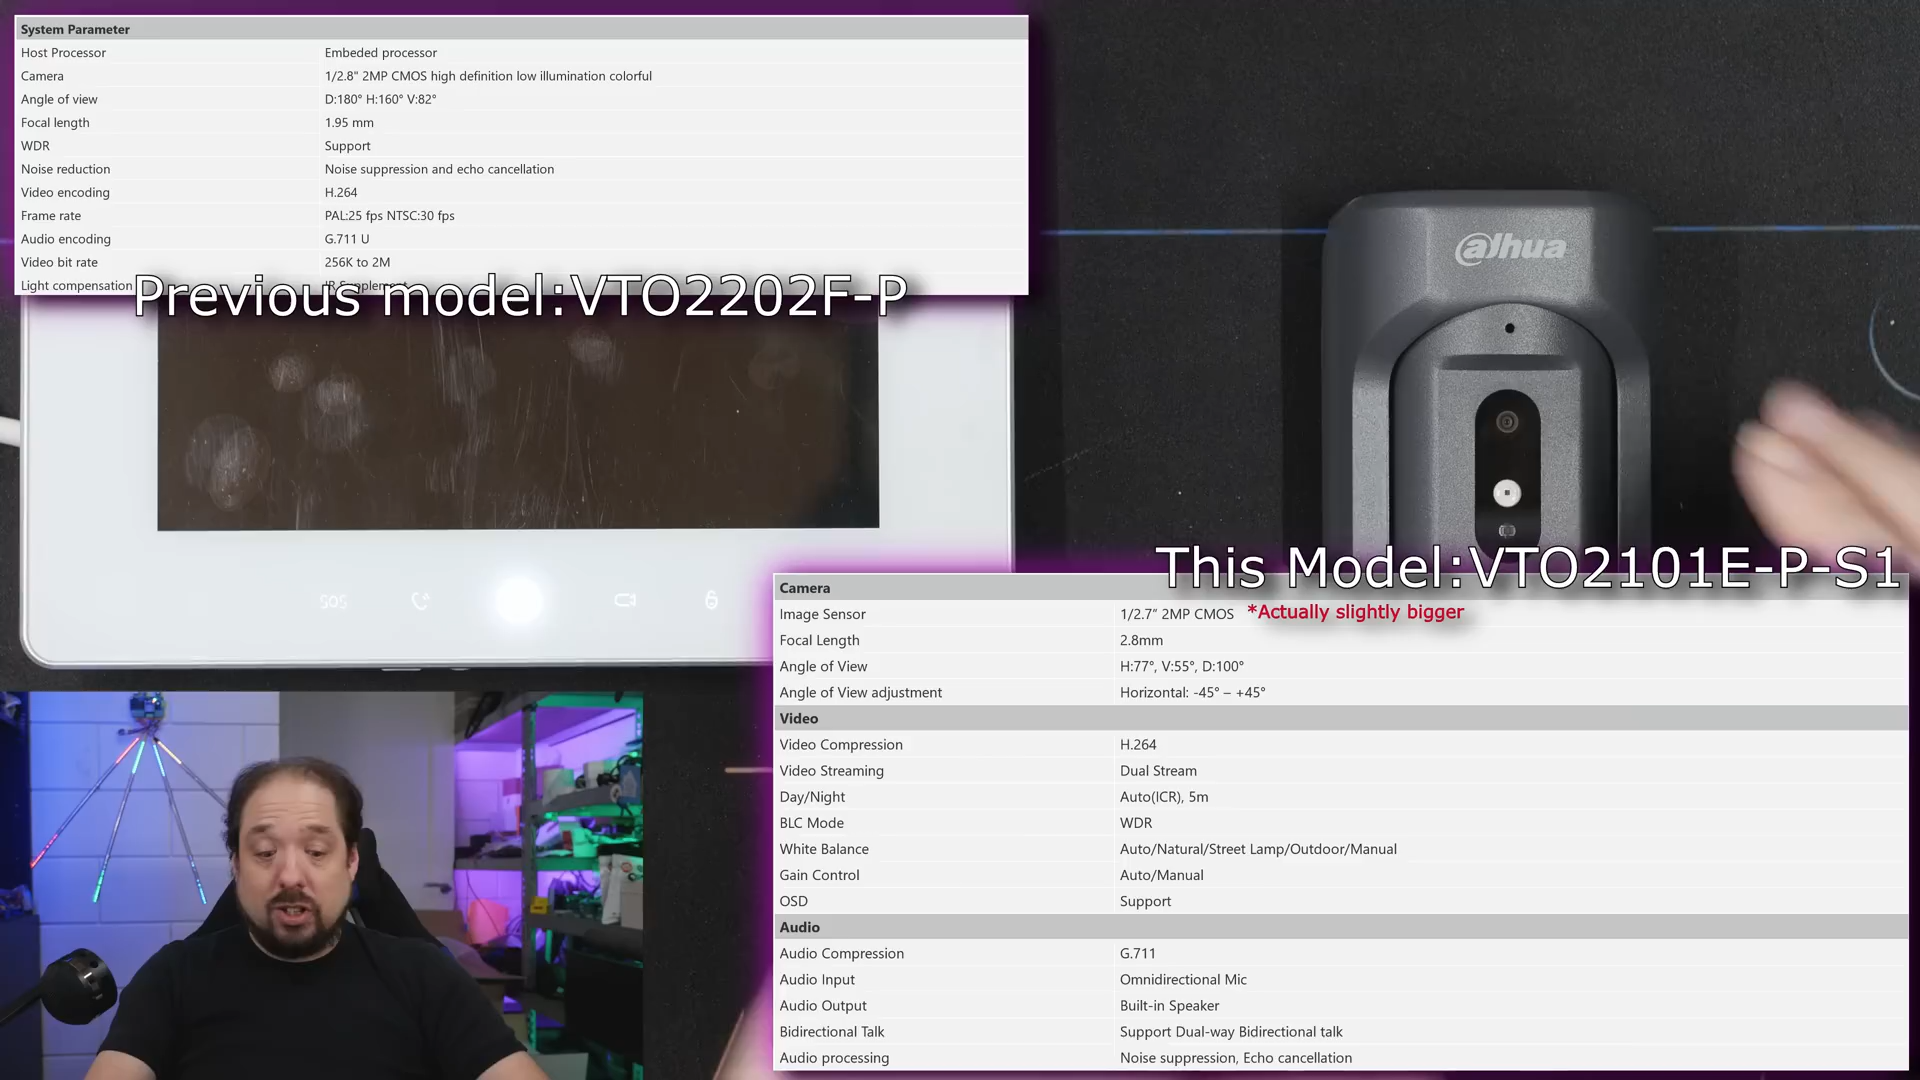 System Parameter
Host Processor Embeded processor
Camera 1/2.8" 2MP CMOS high definition low illumination colorful
Angle of view D:180° H:160° V:82°
Focal length 1.95 mm
WDR Support
Noise reduction Noise suppression and echo cancellation
Video encoding H.264
Frame rate PAL:25 fps NTSC:30 fps
Audio encoding G.711 U
Video bit rate 256K to 2M
Light compensation IR Supplement
Previous model:VTO2202F-P
alhua
SOS
This Model:VTO2101E-P-S1
Camera
Image Sensor 1/2.7" 2MP CMOS *Actually slightly bigger
Focal Length 2.8mm
Angle of View H:77°, V:55°, D:100°
Angle of View adjustment Horizontal: -45° – +45°
Video
Video Compression H.264
Video Streaming Dual Stream
Day/Night Auto(ICR), 5m
BLC Mode WDR
White Balance Auto/Natural/Street Lamp/Outdoor/Manual
Gain Control Auto/Manual
OSD Support
Audio
Audio Compression G.711
Audio Input Omnidirectional Mic
Audio Output Built-in Speaker
Bidirectional Talk Support Dual-way Bidirectional talk
Audio processing Noise suppression, Echo cancellation